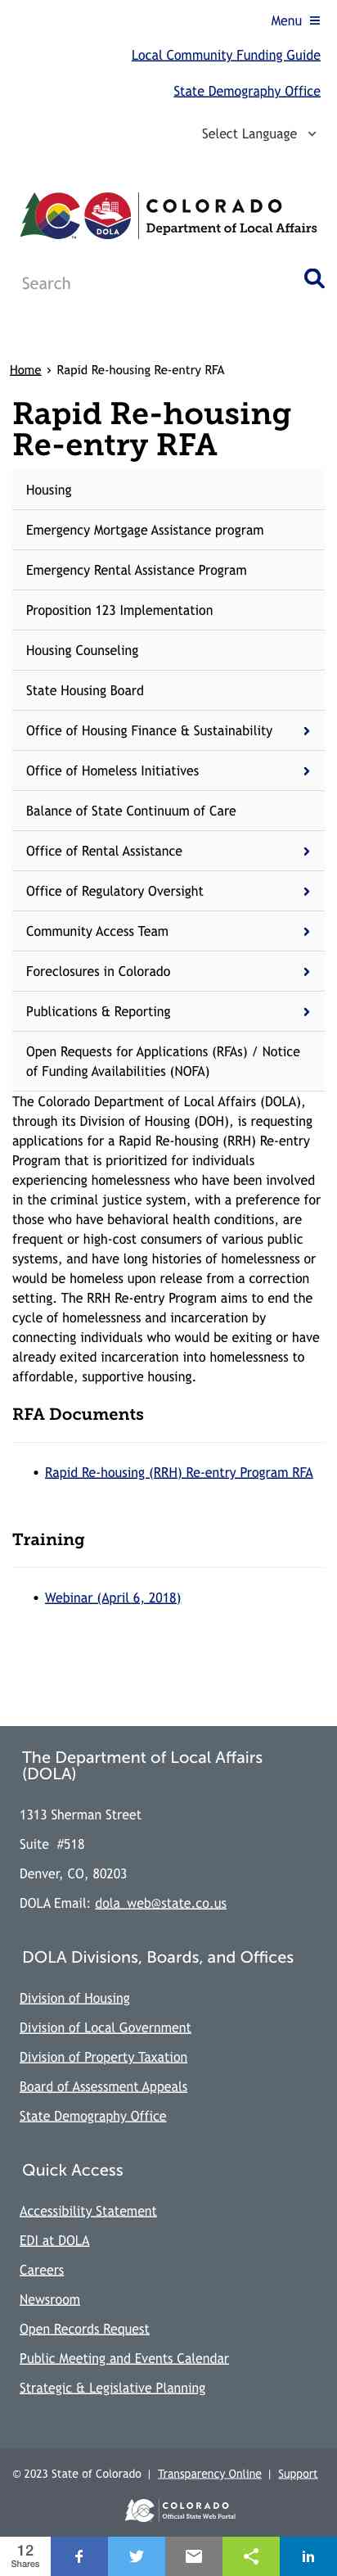 Menu
Local Community Funding Guide
State Demography Office
Select Language
COLORADO
Department of Local Affairs
DOLA
Search
Home › Rapid Re-housing Re-entry RFA
Rapid Re-housing
Re-entry RFA
Housing
Emergency Mortgage Assistance program
Emergency Rental Assistance Program
Proposition 123 Implementation
Housing Counseling
State Housing Board
Office of Housing Finance & Sustainability
Office of Homeless Initiatives
Balance of State Continuum of Care
Office of Rental Assistance
Office of Regulatory Oversight
Community Access Team
Foreclosures in Colorado
Publications & Reporting
Open Requests for Applications (RFAs) / Notice
of Funding Availabilities (NOFA)
The Colorado Department of Local Affairs (DOLA),
through its Division of Housing (DOH), is requesting
applications for a Rapid Re-housing (RRH) Re-entry
Program that is prioritized for individuals
experiencing homelessness who have been involved
in the criminal justice system, with a preference for
those who have behavioral health conditions, are
frequent or high-cost consumers of various public
systems, and have long histories of homelessness or
would be homeless upon release from a correction
setting. The RRH Re-entry Program aims to end the
cycle of homelessness and incarceration by
connecting individuals who would be exiting or have
already exited incarceration into homelessness to
affordable, supportive housing.
RFA Documents
• Rapid Re-housing (RRH) Re-entry Program RFA
Training
• Webinar (April 6, 2018)
The Department of Local Affairs
(DOLA)
1313 Sherman Street
Suite #518
Denver, CO, 80203
DOLA Email: dola_web@state.co.us
DOLA Divisions, Boards, and Offices
Division of Housing
Division of Local Government
Division of Property Taxation
Board of Assessment Appeals
State Demography Office
Quick Access
Accessibility Statement
EDI at DOLA
Careers
Newsroom
Open Records Request
Public Meeting and Events Calendar
Strategic & Legislative Planning
© 2023 State of Colorado | Transparency Online | Support
COLORADO
Official State Web Portal
12
Shares